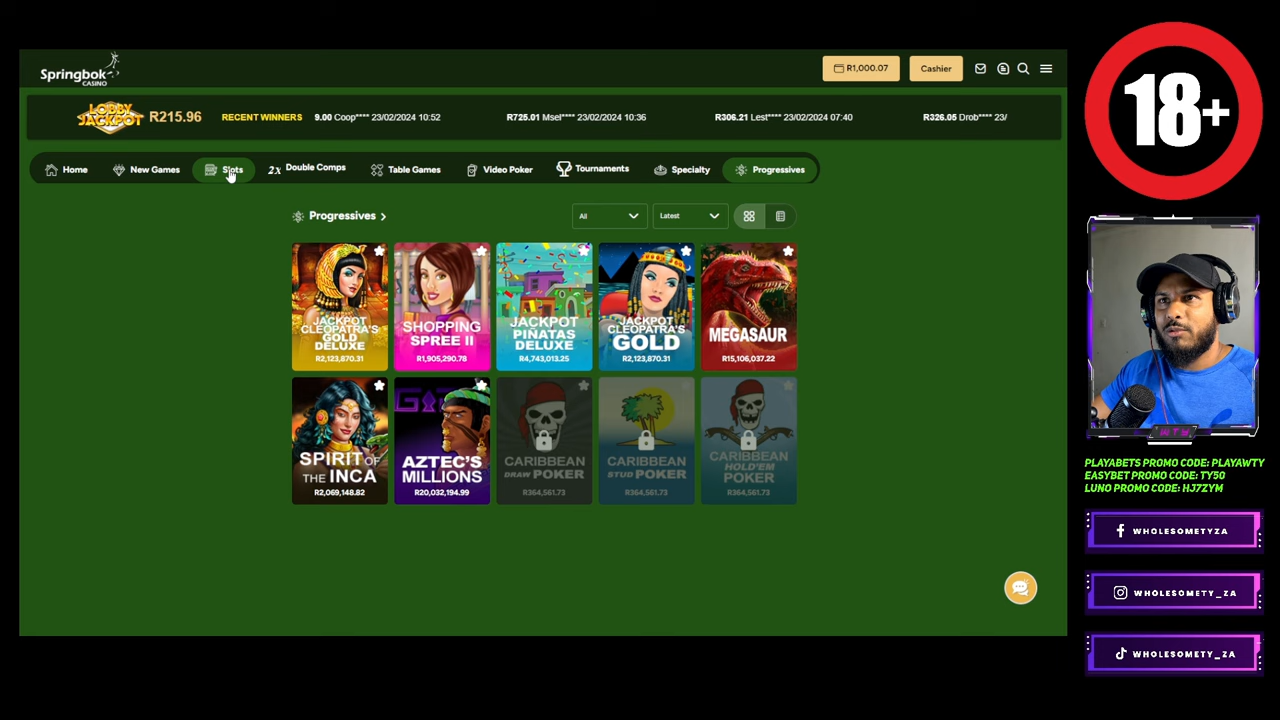 Springbok
CASINO
R1,000.07
Cashier
LOBBY
JACKPOT
R215.96
RECENT WINNERS
9.00 Coop**** 23/02/2024 10:52
R725.01 Msel**** 23/02/2024 10:36
R306.21 Lest**** 23/02/2024 07:40
R326.05 Drob**** 23/
Home
New Games
Slots
2x Double Comps
Table Games
Video Poker
Tournaments
Specialty
Progressives
Progressives
All
Latest
JACKPOT
CLEOPATRA'S
GOLD
DELUXE
R2,123,870.31
SHOPPING
SPREE II
R1,905,290.78
JACKPOT
PIÑATAS
DELUXE
R4,743,013.25
JACKPOT
CLEOPATRA'S
GOLD
R2,123,870.31
MEGASAUR
R15,106,037.22
SPIRIT OF
THE INCA
R2,069,148.82
AZTEC'S
MILLIONS
R20,032,194.99
CARIBBEAN
DRAW POKER
R364,561.73
CARIBBEAN
STUD POKER
R364,561.73
CARIBBEAN
HOLD'EM
POKER
R364,561.73
18+
WTW
PLAYABETS PROMO CODE: PLAYAWTY
EASYBET PROMO CODE: TY50
LUNO PROMO CODE: HJ7ZYM
WHOLESOMETYZA
WHOLESOMETY_ZA
WHOLESOMETY_ZA